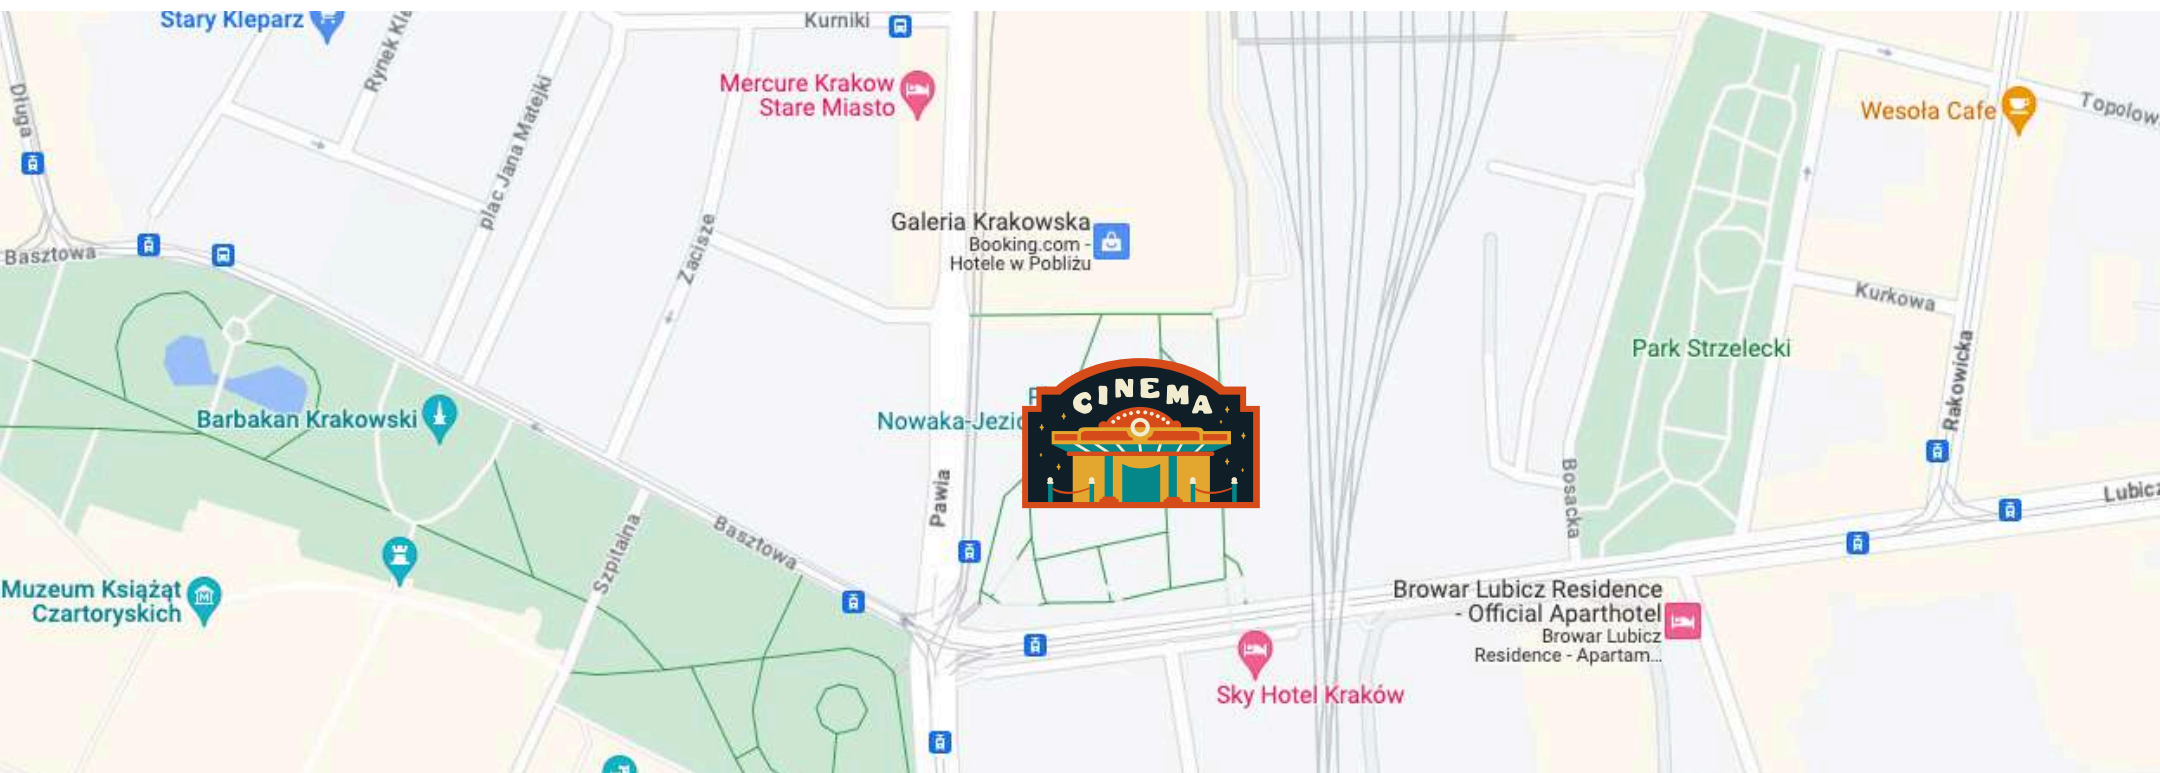 Stary Kleparz
Rynek Kle
Kurniki
Długa
plac Jana Matejki
Mercure Krakow
Stare Miasto
Wesoła Cafe
Topolow
Basztowa
Zacisze
Galeria Krakowska
Booking.com -
Hotele w Pobliżu
Kurkowa
Park Strzelecki
Rakowicka
Barbakan Krakowski
Nowaka-Jezio
CINEMA
Pawia
Bosacka
Lubicz
Szpitalna
Basztowa
Muzeum Książąt
Czartoryskich
Browar Lubicz Residence
- Official Aparthotel
Browar Lubicz
Residence - Apartam...
Sky Hotel Kraków